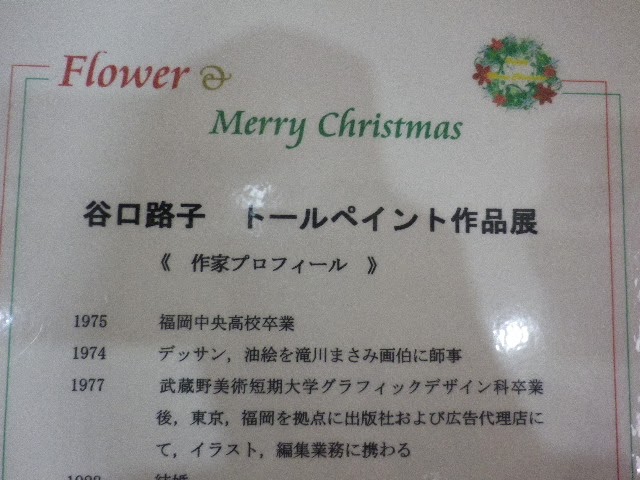 Flower &
Merry Christmas
谷口路子　トールペイント作品展
《　作家プロフィール　》
1975　福岡中央高校卒業
1974　デッサン，油絵を滝川まさみ画伯に師事
1977　武蔵野美術短期大学グラフィックデザイン科卒業
後，東京，福岡を拠点に出版社および広告代理店に
て，イラスト，編集業務に携わる
結婚